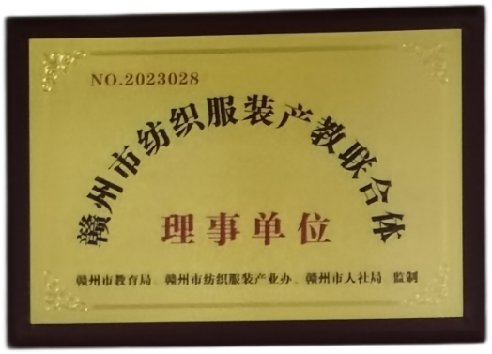 NO.2023028
赣州市纺织服装产教联合体
理事单位
赣州市教育局、赣州市纺织服装产业办、赣州市人社局 监制